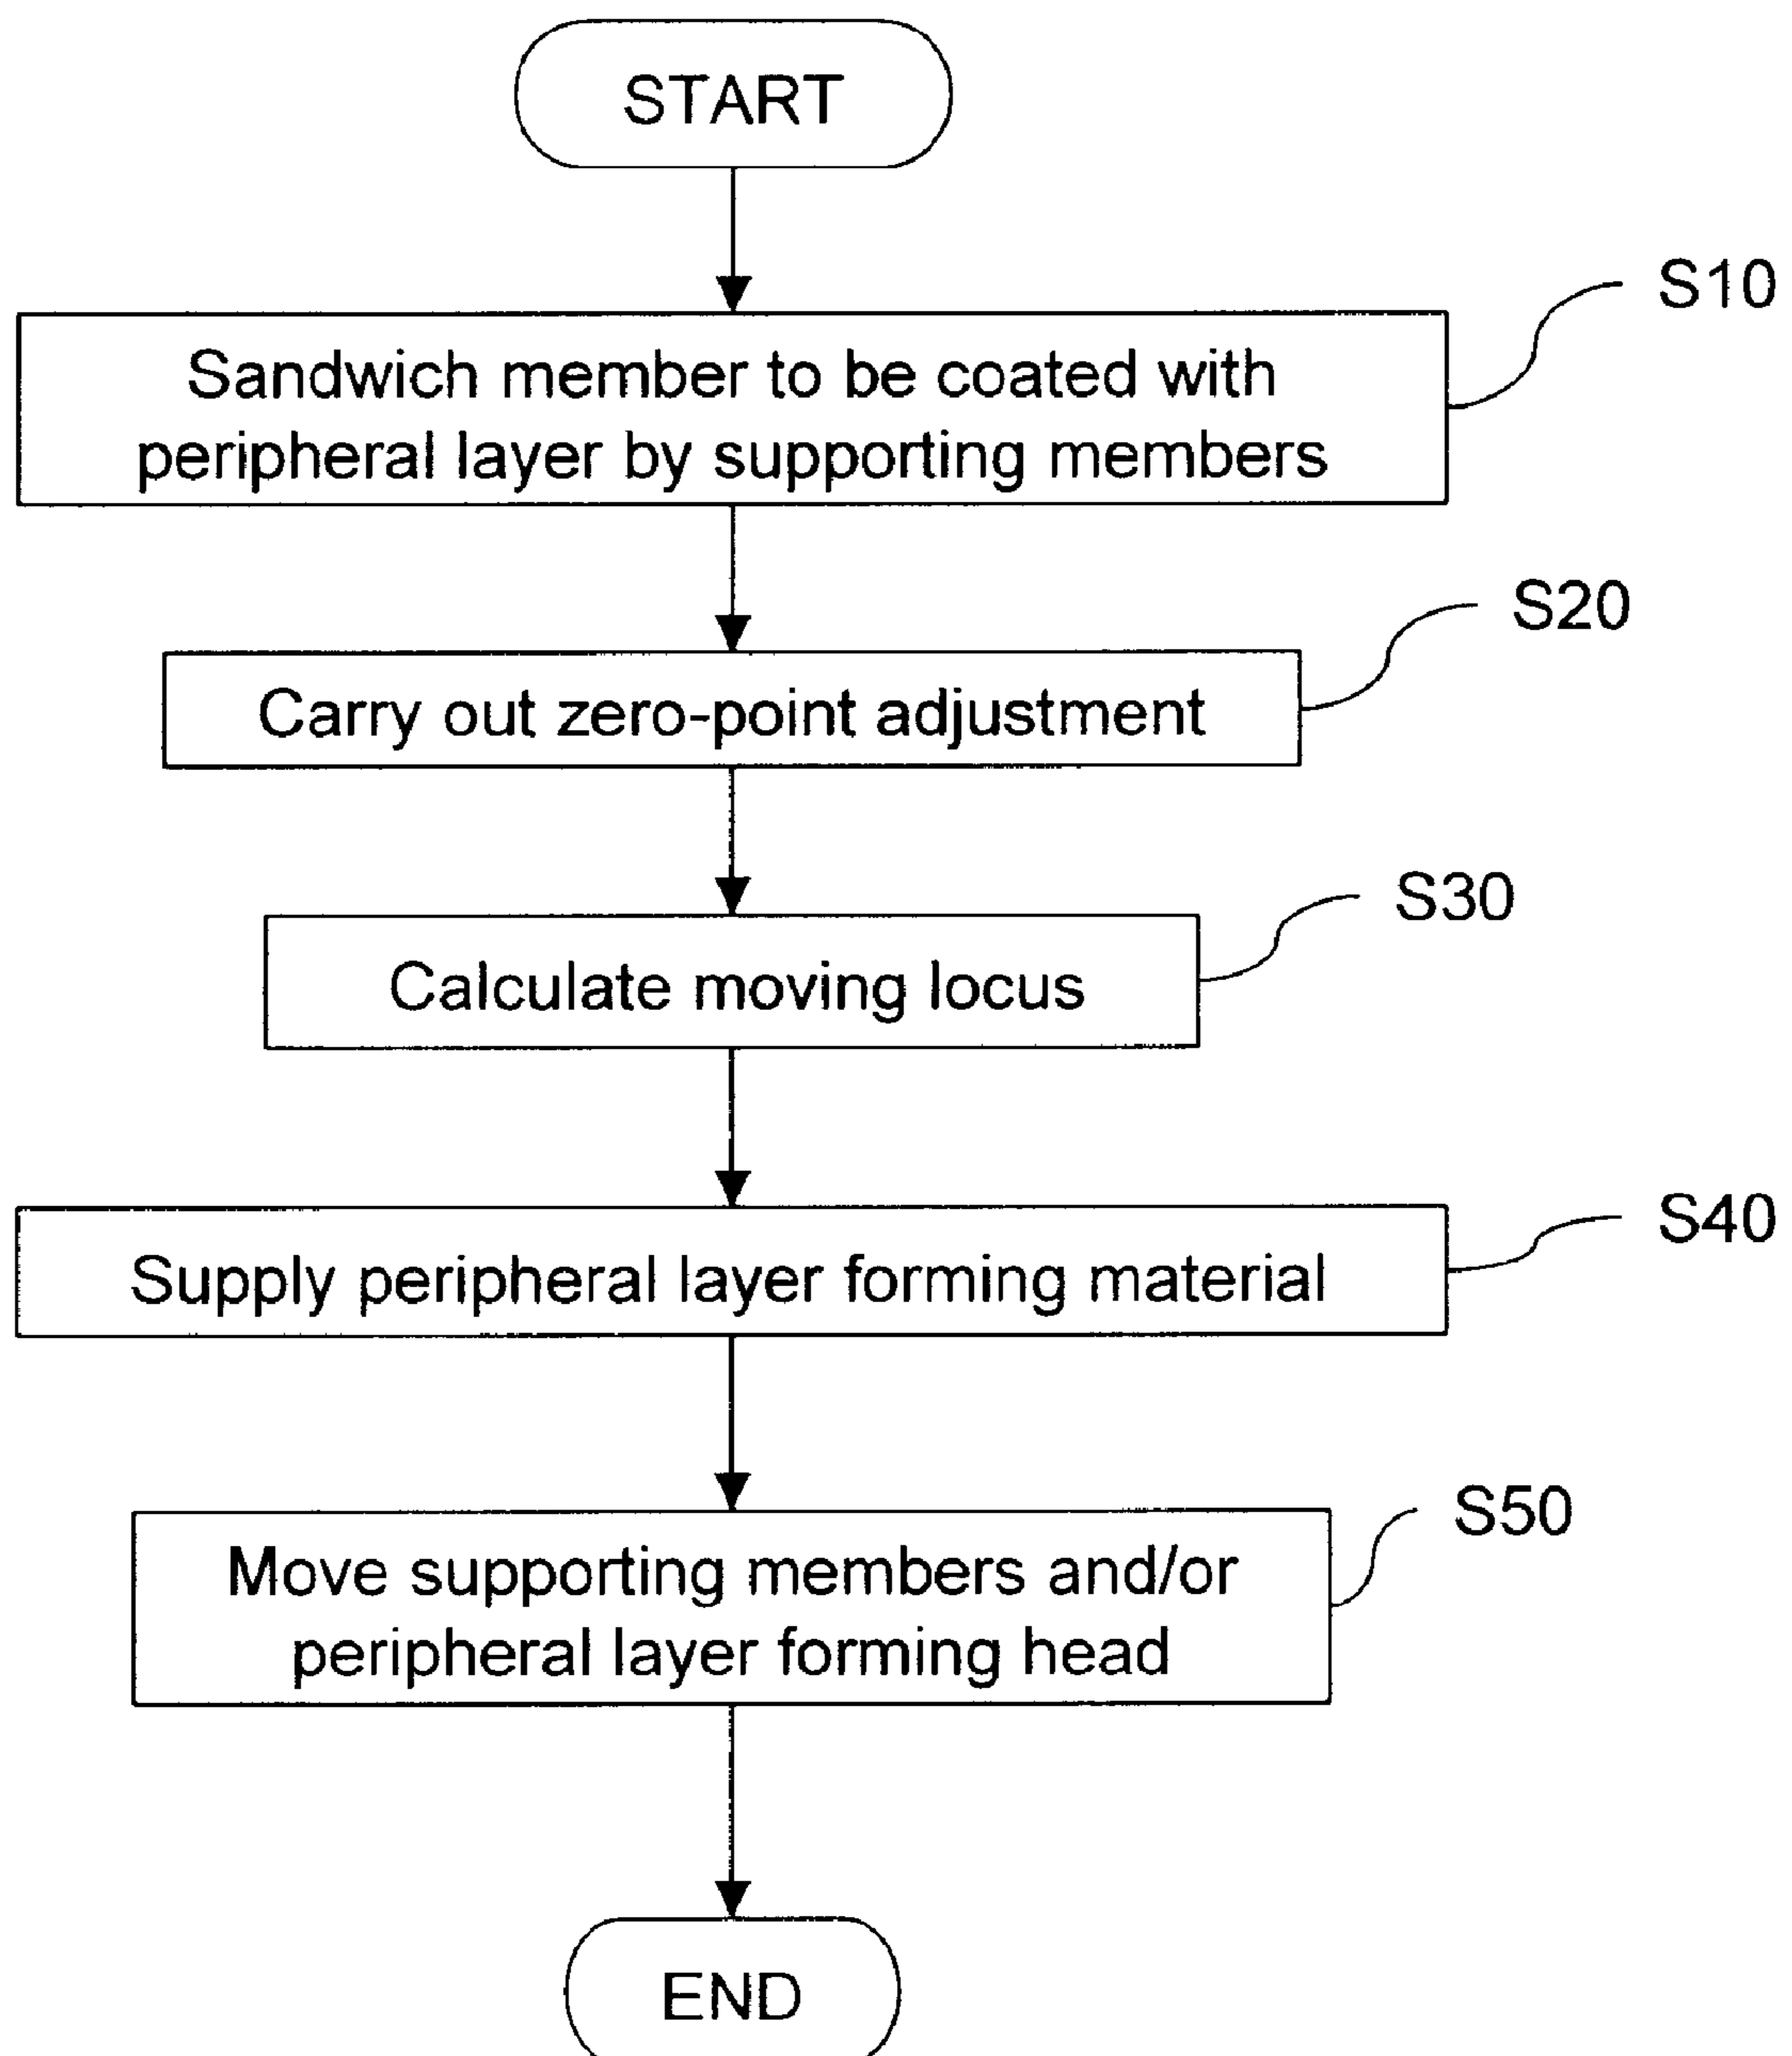 START
S10
Sandwich member to be coated with
peripheral layer by supporting members
S20
Carry out zero-point adjustment
S30
Calculate moving locus
S40
Supply peripheral layer forming material
S50
Move supporting members and/or
peripheral layer forming head
END